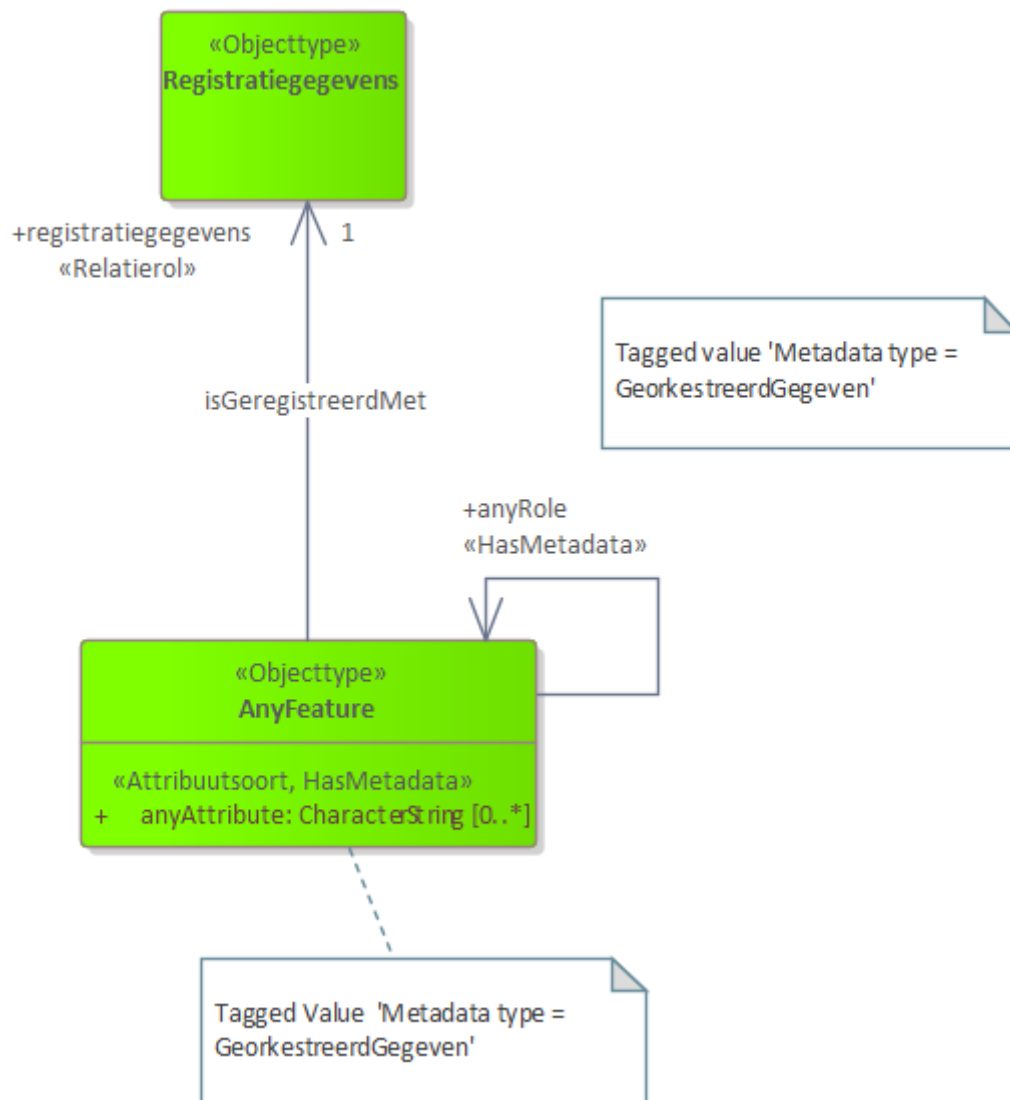 «Objecttype»
Registratiegegevens
+registratiegegevens
1
«Relatierol»
Tagged value 'Metadata type =
GeorkestreerdGegeven'
isGeregistreerdMet
+anyRole
«HasMetadata»
«Objecttype»
AnyFeature
«Attribuutsoort, HasMetadata»
+ anyAttribute: CharacterString [0..*]
Tagged Value 'Metadata type =
GeorkestreerdGegeven'